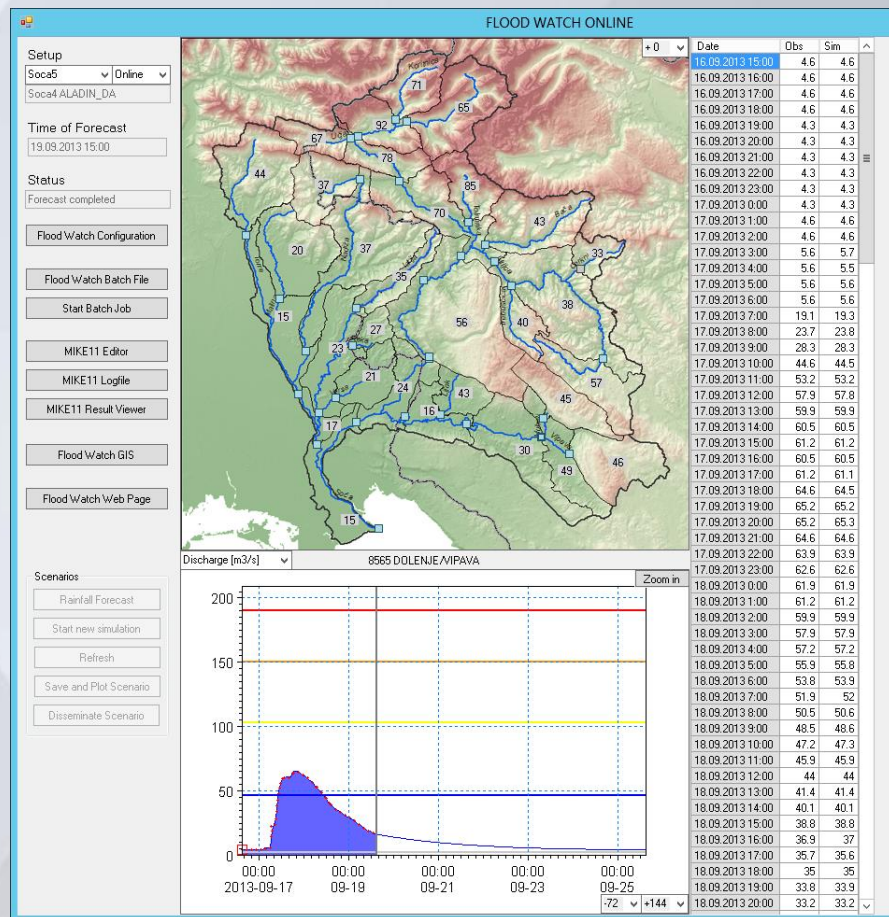 FLOOD WATCH ONLINE
Setup
Soca5 Online
Soca4 ALADIN_DA
Time of Forecast
19.09.2013 15:00
Status
Forecast completed
Flood Watch Configuration
Flood Watch Batch File
Start Batch Job
MIKE11 Editor
MIKE11 Logfile
MIKE11 Result Viewer
Flood Watch GIS
Flood Watch Web Page
Scenarios
Rainfall Forecast
Start new simulation
Refresh
Save and Plot Scenario
Disseminate Scenario
+ 0
71
65
92
67
78
44
37
85
70
43
20
37
33
35
38
15
56
40
27
23
57
21
24
43
45
16
17
30
46
49
15
Discharge [m3/s] 8565 DOLENJE/VIPAVA
Zoom in
200
150
100
50
0
00:00 00:00 00:00 00:00 00:00
2013-09-17 09-19 09-21 09-23 09-25
-72 +144
Date Obs Sim
16.09.2013 15:00 4.6 4.6
16.09.2013 16:00 4.6 4.6
16.09.2013 17:00 4.6 4.6
16.09.2013 18:00 4.6 4.6
16.09.2013 19:00 4.3 4.3
16.09.2013 20:00 4.3 4.3
16.09.2013 21:00 4.3 4.3
16.09.2013 22:00 4.3 4.3
16.09.2013 23:00 4.3 4.3
17.09.2013 0:00 4.3 4.3
17.09.2013 1:00 4.6 4.6
17.09.2013 2:00 4.6 4.6
17.09.2013 3:00 5.6 5.7
17.09.2013 4:00 5.6 5.5
17.09.2013 5:00 5.6 5.6
17.09.2013 6:00 5.6 5.6
17.09.2013 7:00 19.1 19.3
17.09.2013 8:00 23.7 23.8
17.09.2013 9:00 28.3 28.3
17.09.2013 10:00 44.6 44.5
17.09.2013 11:00 53.2 53.2
17.09.2013 12:00 57.9 57.8
17.09.2013 13:00 59.9 59.9
17.09.2013 14:00 60.5 60.5
17.09.2013 15:00 61.2 61.2
17.09.2013 16:00 60.5 60.5
17.09.2013 17:00 61.2 61.1
17.09.2013 18:00 64.6 64.5
17.09.2013 19:00 65.2 65.2
17.09.2013 20:00 65.2 65.3
17.09.2013 21:00 64.6 64.6
17.09.2013 22:00 63.9 63.9
17.09.2013 23:00 62.6 62.6
18.09.2013 0:00 61.9 61.9
18.09.2013 1:00 61.2 61.2
18.09.2013 2:00 59.9 59.9
18.09.2013 3:00 57.9 57.9
18.09.2013 4:00 57.2 57.2
18.09.2013 5:00 55.9 55.8
18.09.2013 6:00 53.8 53.9
18.09.2013 7:00 51.9 52
18.09.2013 8:00 50.5 50.6
18.09.2013 9:00 48.5 48.6
18.09.2013 10:00 47.2 47.3
18.09.2013 11:00 45.9 45.9
18.09.2013 12:00 44 44
18.09.2013 13:00 41.4 41.4
18.09.2013 14:00 40.1 40.1
18.09.2013 15:00 38.8 38.8
18.09.2013 16:00 36.9 37
18.09.2013 17:00 35.7 35.6
18.09.2013 18:00 35 35
18.09.2013 19:00 33.8 33.9
18.09.2013 20:00 33.2 33.2